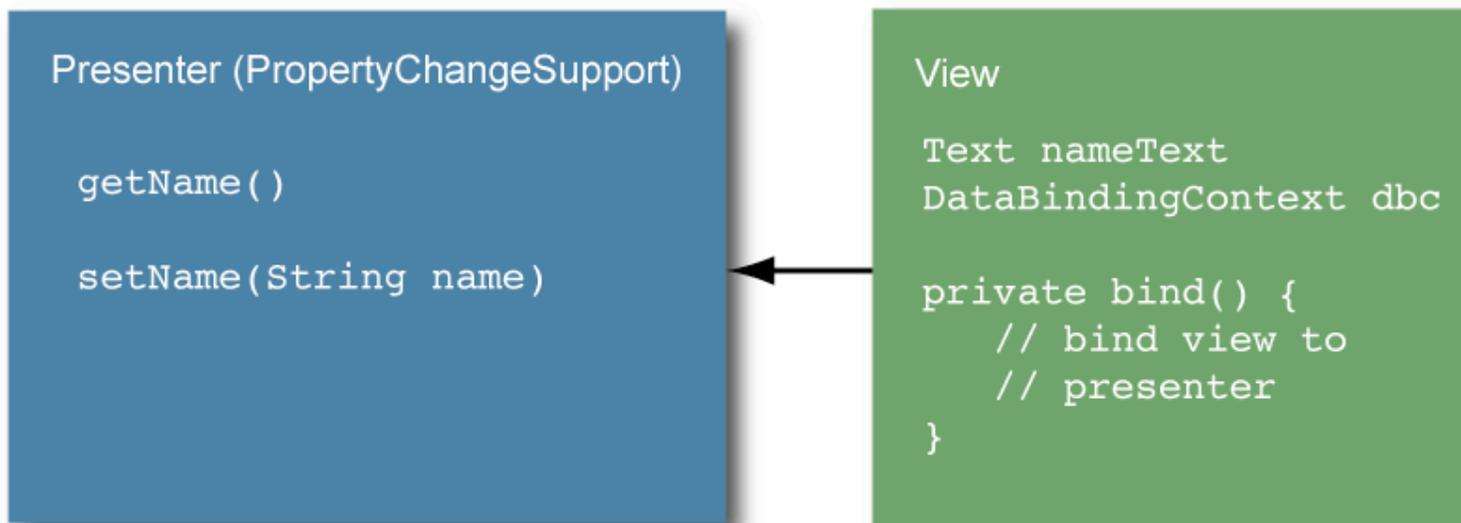 Presenter (PropertyChangeSupport)
getName()
setName(String name)
View
Text nameText
DataBindingContext dbc
private bind() {
// bind view to
// presenter
}